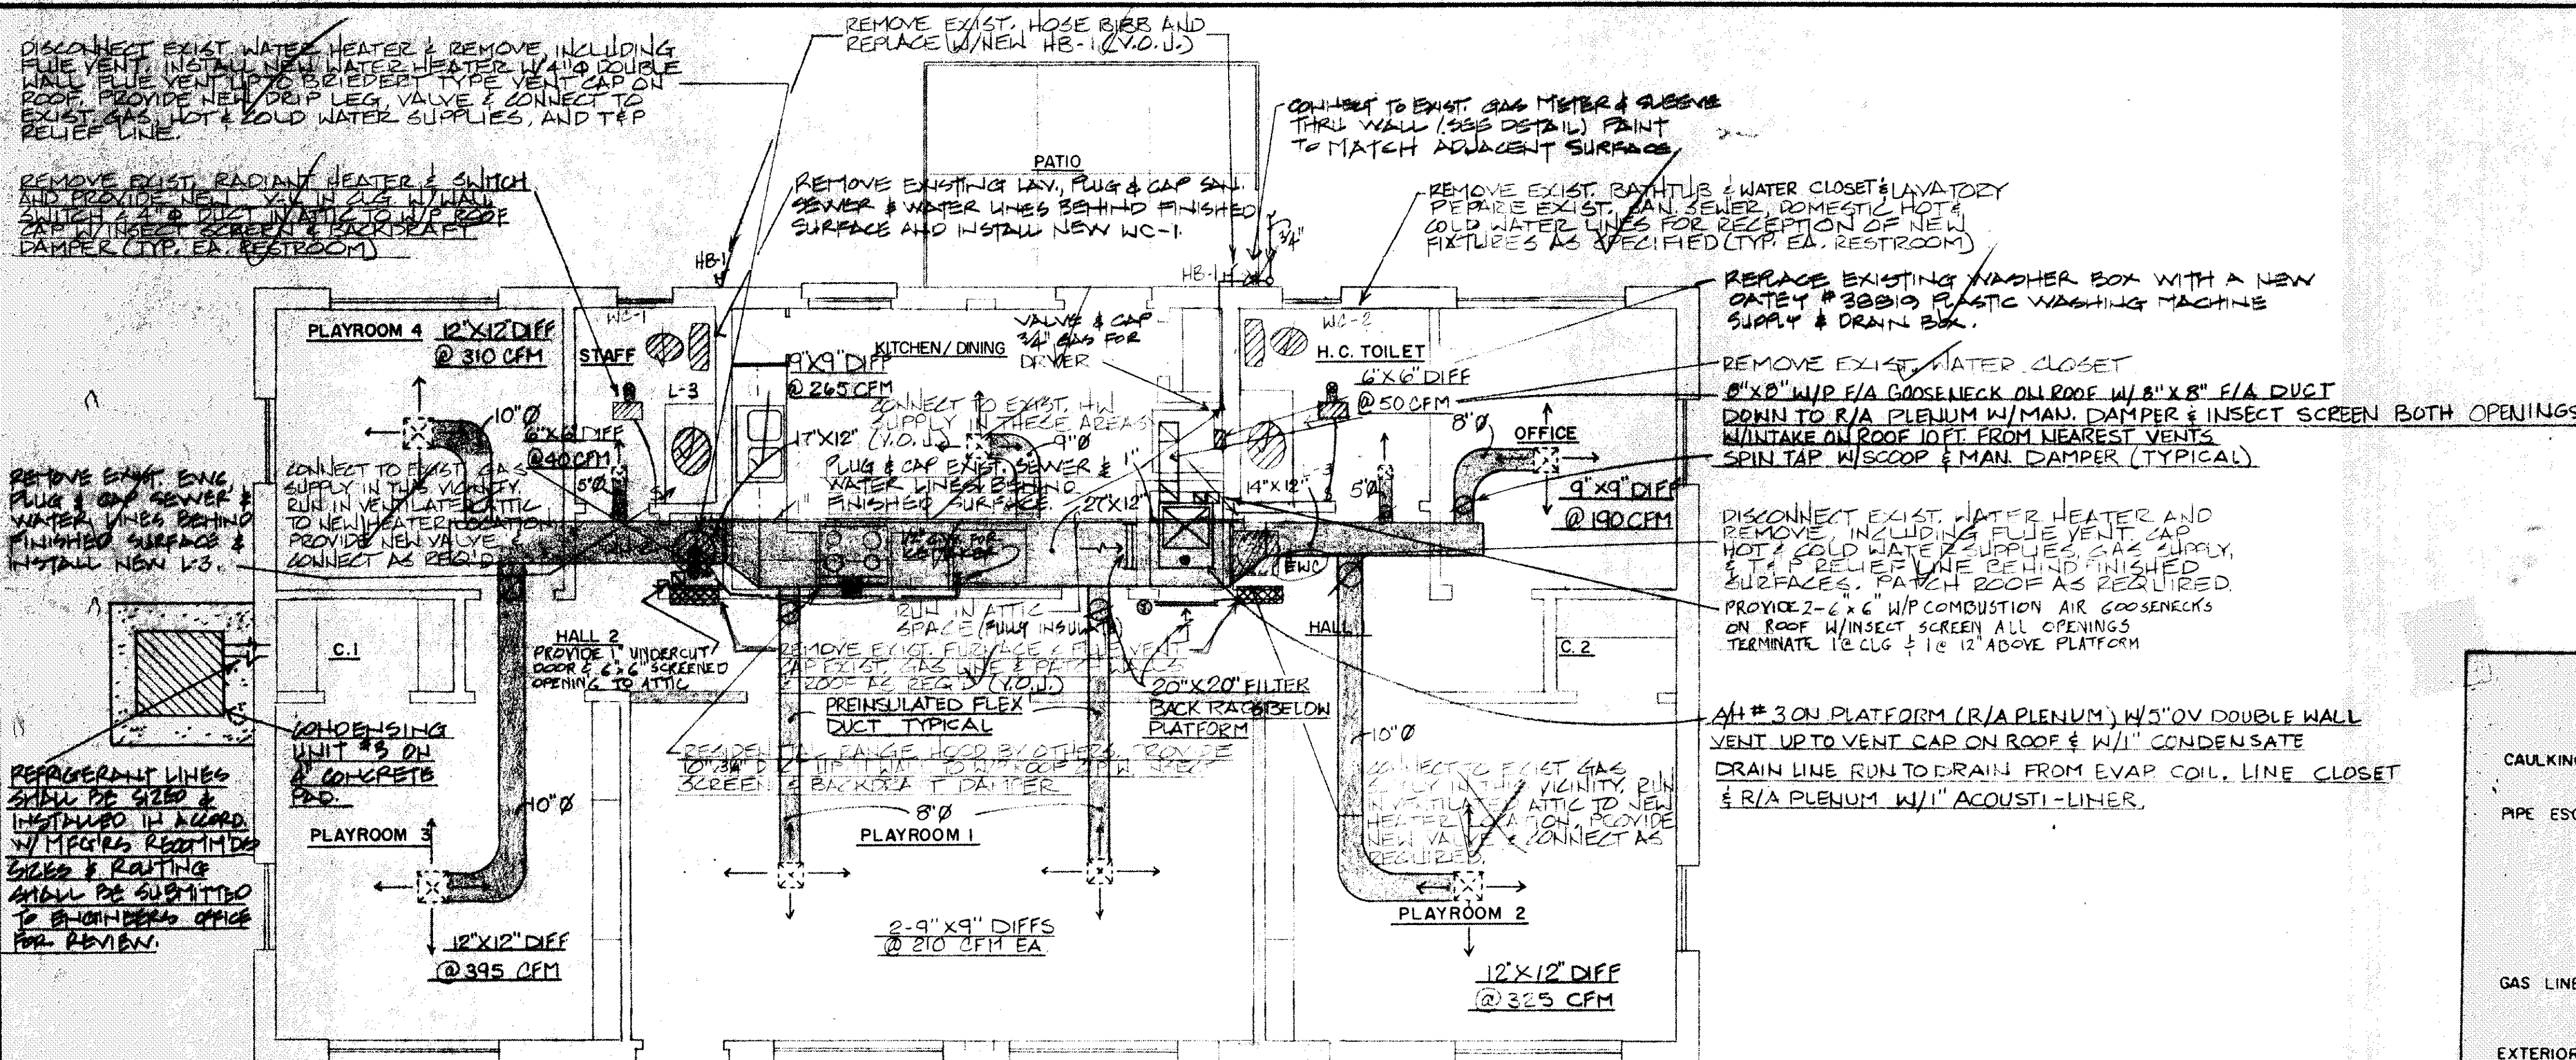 DISCONNECT EXIST. WATER HEATER & REMOVE, INCLUDING
FLUE VENT. INSTALL NEW WATER HEATER W/4"Φ DOUBLE
WALL FLUE VENT UP TO BRIEDERT TYPE VENT CAP ON
ROOF. PROVIDE NEW DRIP LEG, VALVE & CONNECT TO
EXIST. GAS, HOT & COLD WATER SUPPLIES, AND T&P
RELIEF LINE.
REMOVE EXIST. RADIANT HEATER & SWITCH
AND PROVIDE NEW IN CLG W/WALL
SWITCH & 4"Φ DUCT IN ATTIC TO W/P ROOF
CAP W/INSECT SCREEN & BACKDRAFT
DAMPER (TYP. EA. RESTROOM)
REMOVE EXIST. HOSE BIBB AND
REPLACE W/NEW HB-1 (V.O.J.)
PATIO
CONNECT TO EXIST. GAS METER & SLEEVE
THRU WALL (SEE DETAIL) PAINT
TO MATCH ADJACENT SURFACE
REMOVE EXISTING LAV., PLUG & CAP SAN.
SEWER & WATER LINES BEHIND FINISHED
SURFACE AND INSTALL NEW WC-1.
REMOVE EXIST. BATHTUB & WATER CLOSET & LAVATORY
PEPARE EXIST. SAN. SEWER, DOMESTIC HOT &
COLD WATER LINES FOR RECEPTION OF NEW
FIXTURES AS SPECIFIED (TYP. EA. RESTROOM)
HB-1
HB-1
3/4"
REPLACE EXISTING WASHER BOX WITH A NEW
OATEY #38819 PLASTIC WASHING MACHINE
SUPPLY & DRAIN BOX.
REMOVE EXIST. WATER CLOSET
8"X8" W/P F/A GOOSENECK ON ROOF W/ 8"X8" F/A DUCT
DOWN TO R/A PLENUM W/MAN. DAMPER & INSECT SCREEN BOTH OPENINGS
W/INTAKE ON ROOF 10 FT. FROM NEAREST VENTS
SPIN TAP W/SCOOP & MAN. DAMPER (TYPICAL)
PLAYROOM 4
12"X12" DIFF
@ 310 CFM
WC-1
STAFF
L-3
9"X9" DIFF
@ 265 CFM
KITCHEN/DINING
VALVE & CAP
3/4" GAS FOR
DRYER
WC-2
H.C. TOILET
6"X6" DIFF
@ 50 CFM
8"Ø
OFFICE
9"X9" DIFF
@ 190 CFM
10"Ø
6"X6" DIFF
@40 CFM
5"Ø
17"X12"
CONNECT TO EXIST. HW
SUPPLY IN THESE AREAS
(V.O.J.)
9"Ø
PLUG & CAP EXIST. SEWER &
WATER LINES BEHIND
FINISHED SURFACE.
1"
27"X12"
14"X12"
L-3
5"Ø
REMOVE EXIST. EWC,
PLUG & CAP SEWER &
WATER LINES BEHIND
FINISHED SURFACE &
INSTALL NEW L-3.
CONNECT TO EXIST. GAS
SUPPLY IN THIS VICINITY,
RUN IN VENTILATED ATTIC
TO NEW HEATER LOCATION
PROVIDE NEW VALVE &
CONNECT AS REQ'D
EWC
DISCONNECT EXIST. WATER HEATER AND
REMOVE, INCLUDING FLUE VENT. CAP
HOT & COLD WATER SUPPLIES, GAS SUPPLY,
& T&P RELIEF LINE BEHIND FINISHED
SURFACES. PATCH ROOF AS REQUIRED.
PROVIDE 2-6"x6" W/P COMBUSTION AIR GOOSENECKS
ON ROOF W/INSECT SCREEN ALL OPENINGS
TERMINATE 1@ CLG & 1@ 12" ABOVE PLATFORM
C.1
HALL 2
PROVIDE 1" UNDERCUT
DOOR & 6"x6" SCREENED
OPENING TO ATTIC
RUN IN ATTIC
SPACE (FULLY INSULATED)
REMOVE EXIST. FURNACE & FLUE VENT
CAP EXIST. GAS LINE & PATCH WALLS
& ROOF AS REQ'D (V.O.J.)
PREINSULATED FLEX
DUCT TYPICAL
20"X20" FILTER
BACK RACK BELOW
PLATFORM
HALL
C.2
A/H #3 ON PLATFORM (R/A PLENUM) W/5" OV DOUBLE WALL
VENT UP TO VENT CAP ON ROOF & W/1" CONDENSATE
DRAIN LINE RUN TO DRAIN FROM EVAP. COIL. LINE CLOSET
& R/A PLENUM W/1" ACOUSTI-LINER.
CONDENSING
UNIT #3 ON
4" CONCRETE
PAD.
REFRIGERANT LINES
SHALL BE SIZED &
INSTALLED IN ACCORD.
W/MFG'RS RECOMM'DED
SIZES & ROUTING
SHALL BE SUBMITTED
TO ENGINEERS OFFICE
FOR REVIEW.
RESIDENTIAL RANGE HOOD BY OTHERS. PROVIDE
SCREEN & BACKDRAFT DAMPER
10"Ø
PLAYROOM 3
12"X12" DIFF
@ 395 CFM
8"Ø
PLAYROOM 1
2-9"X9" DIFFS
@ 210 CFM EA.
10"Ø
CONNECT TO EXIST GAS
SUPPLY IN THIS VICINITY. RUN
IN VENTILATED ATTIC TO NEW
HEATER LOCATION. PROVIDE
NEW VALVE & CONNECT AS
REQUIRED.
PLAYROOM 2
12"X12" DIFF
@ 325 CFM
CAULKING
PIPE ESC
GAS LINE
EXTERIOR